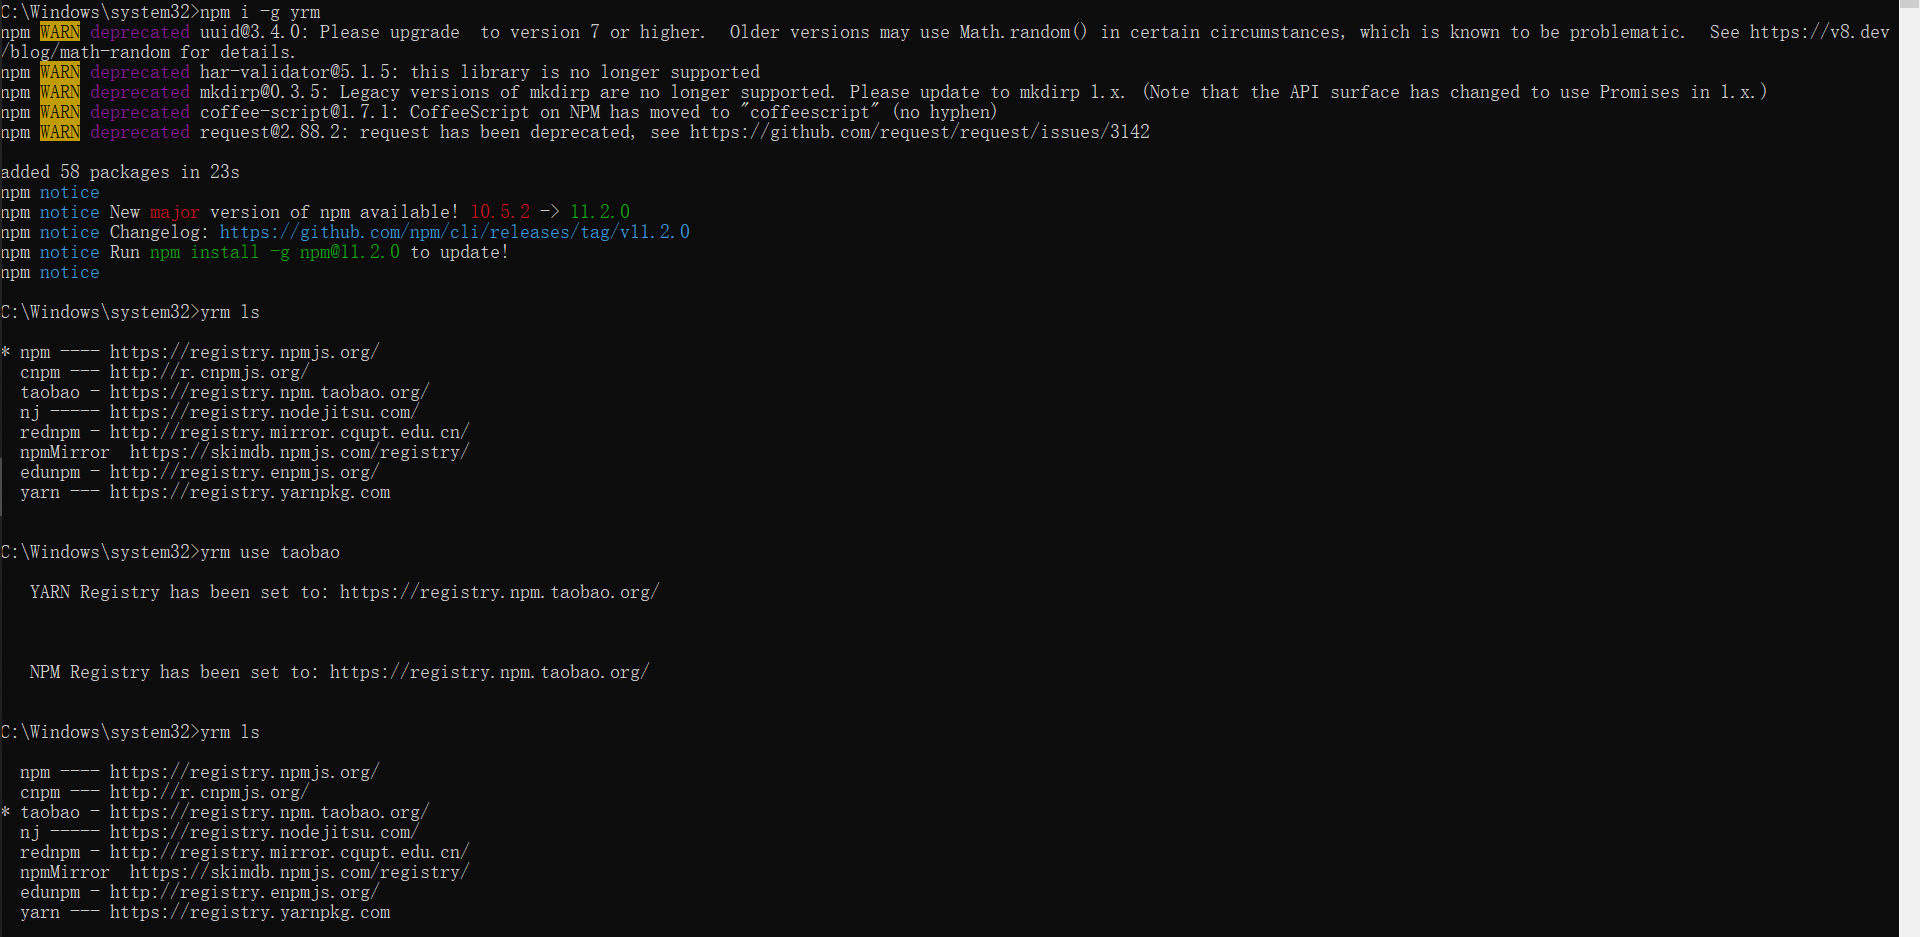 C:\Windows\system32>npm i -g yrm
npm WARN deprecated uuid@3.4.0: Please upgrade  to version 7 or higher.  Older versions may use Math.random() in certain circumstances, which is known to be problematic.  See https://v8.dev
/blog/math-random for details.
npm WARN deprecated har-validator@5.1.5: this library is no longer supported
npm WARN deprecated mkdirp@0.3.5: Legacy versions of mkdirp are no longer supported. Please update to mkdirp 1.x. (Note that the API surface has changed to use Promises in 1.x.)
npm WARN deprecated coffee-script@1.7.1: CoffeeScript on NPM has moved to "coffeescript" (no hyphen)
npm WARN deprecated request@2.88.2: request has been deprecated, see https://github.com/request/request/issues/3142
added 58 packages in 23s
npm notice
npm notice New major version of npm available! 10.5.2 -> 11.2.0
npm notice Changelog: https://github.com/npm/cli/releases/tag/v11.2.0
npm notice Run npm install -g npm@11.2.0 to update!
npm notice
C:\Windows\system32>yrm ls
* npm ---- https://registry.npmjs.org/
  cnpm --- http://r.cnpmjs.org/
  taobao - https://registry.npm.taobao.org/
  nj ----- https://registry.nodejitsu.com/
  rednpm - http://registry.mirror.cqupt.edu.cn/
  npmMirror  https://skimdb.npmjs.com/registry/
  edunpm - http://registry.enpmjs.org/
  yarn --- https://registry.yarnpkg.com
C:\Windows\system32>yrm use taobao
   YARN Registry has been set to: https://registry.npm.taobao.org/
   NPM Registry has been set to: https://registry.npm.taobao.org/
C:\Windows\system32>yrm ls
  npm ---- https://registry.npmjs.org/
  cnpm --- http://r.cnpmjs.org/
* taobao - https://registry.npm.taobao.org/
  nj ----- https://registry.nodejitsu.com/
  rednpm - http://registry.mirror.cqupt.edu.cn/
  npmMirror  https://skimdb.npmjs.com/registry/
  edunpm - http://registry.enpmjs.org/
  yarn --- https://registry.yarnpkg.com